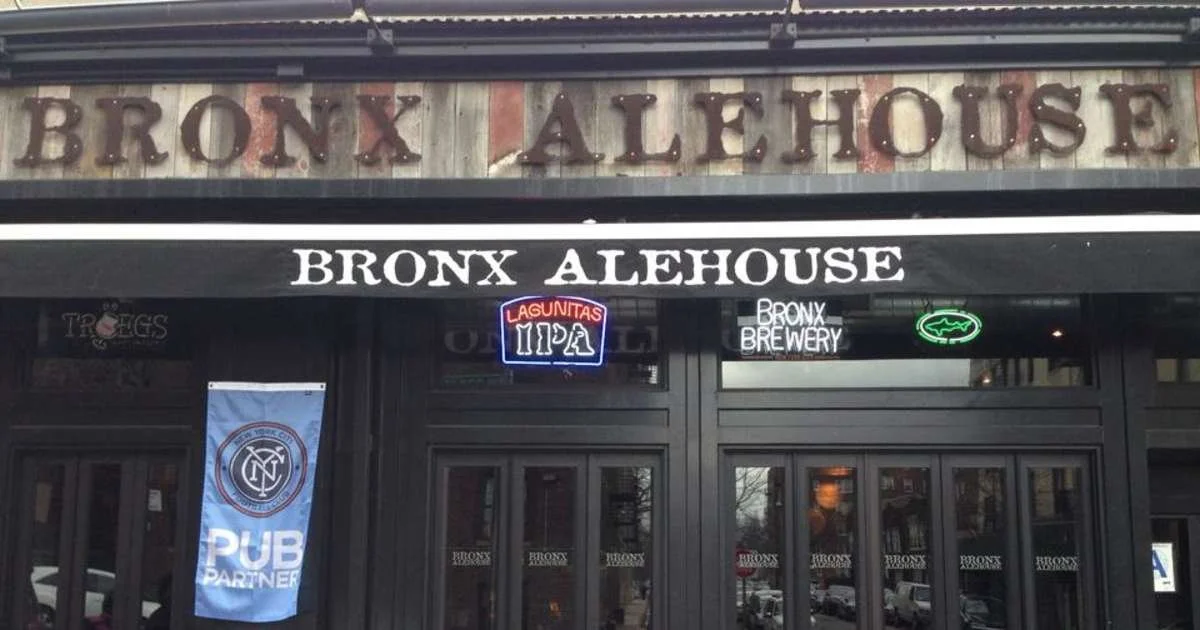 BRONX ALEHOUSE
BRONX ALEHOUSE
TRŒGS
LAGUNITAS
IPA
BRONX
BREWERY
NEW YORK CITY
NYC
FOOTBALL CLUB
PUB
PARTNER
BRONX
ALEHOUSE
BRONX
ALEHOUSE
BRONX
ALEHOUSE
BRONX
ALEHOUSE
BRONX
ALEHOUSE
BRONX
ALEHOUSE
BRONX
ALEHOUSE
BRONX
ALEHOUSE
A